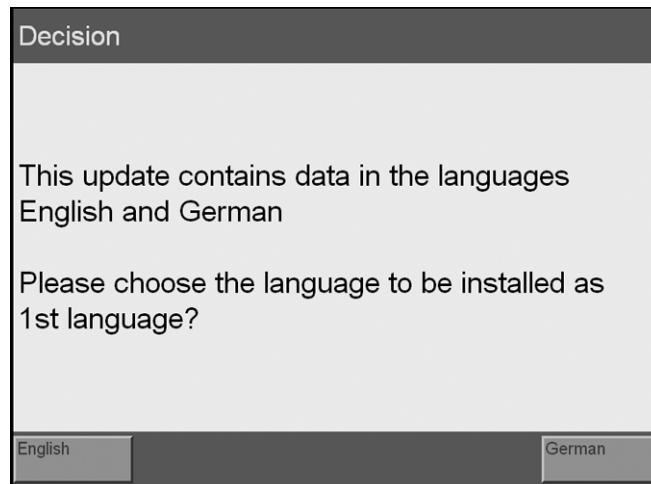 Decision
This update contains data in the languages
English and German
Please choose the language to be installed as
1st language?
English
German